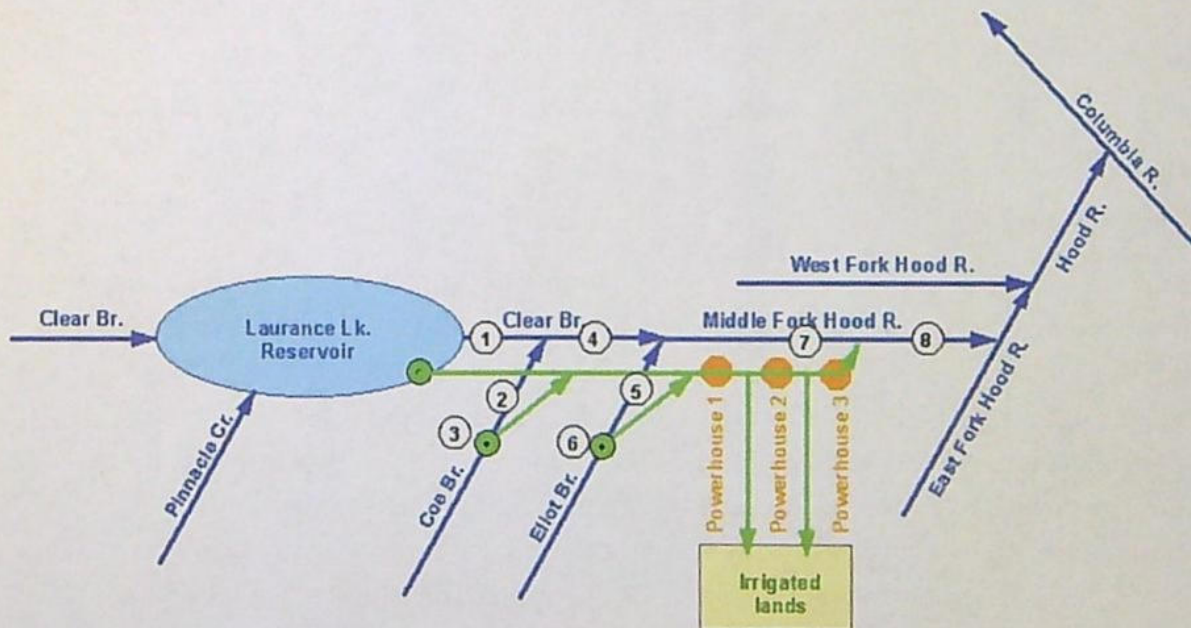 Columbia R.
Hood R.
West Fork Hood R.
Clear Br.
Laurance Lk.
Reservoir
1
Clear Br.
4
Middle Fork Hood R.
7
8
2
5
3
6
Pinnacle Cr.
Coe Br.
Eliot Br.
Powerhouse 1
Powerhouse 2
Powerhouse 3
East Fork Hood R.
Irrigated
lands